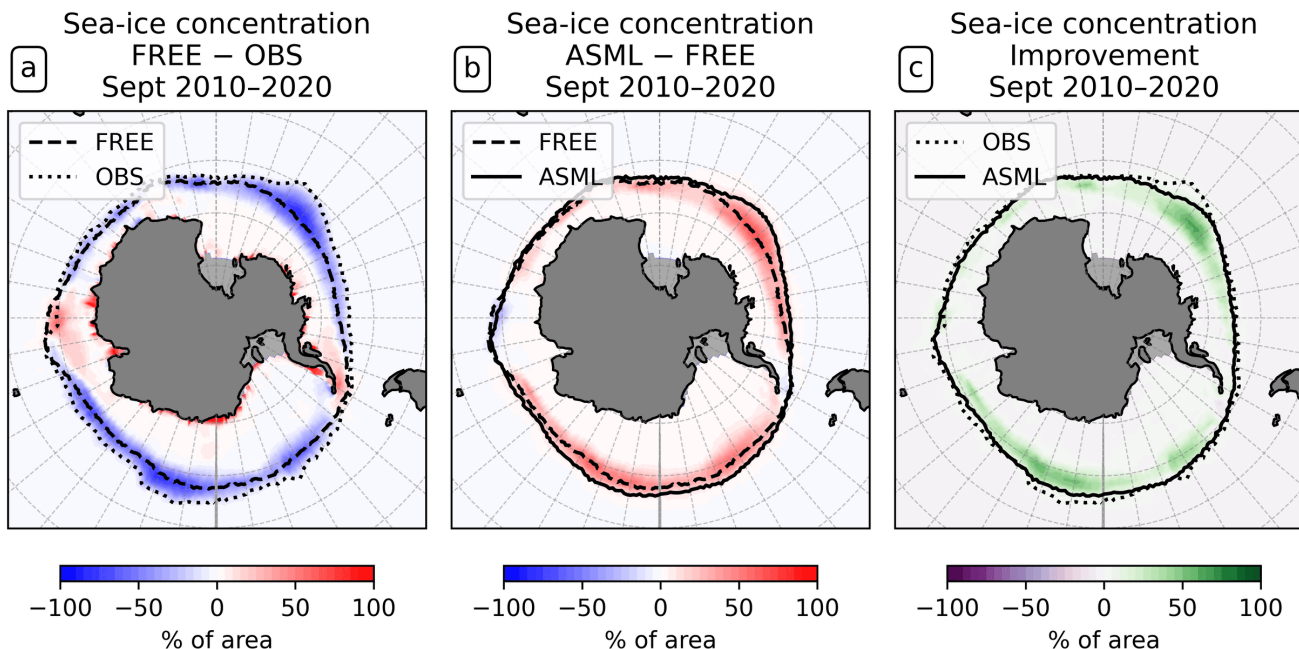 a
Sea-ice concentration
FREE − OBS
Sept 2010–2020
FREE
OBS
−100 −50 0 50 100
% of area
b
Sea-ice concentration
ASML − FREE
Sept 2010–2020
FREE
ASML
−100 −50 0 50 100
% of area
c
Sea-ice concentration
Improvement
Sept 2010–2020
OBS
ASML
−100 −50 0 50 100
% of area